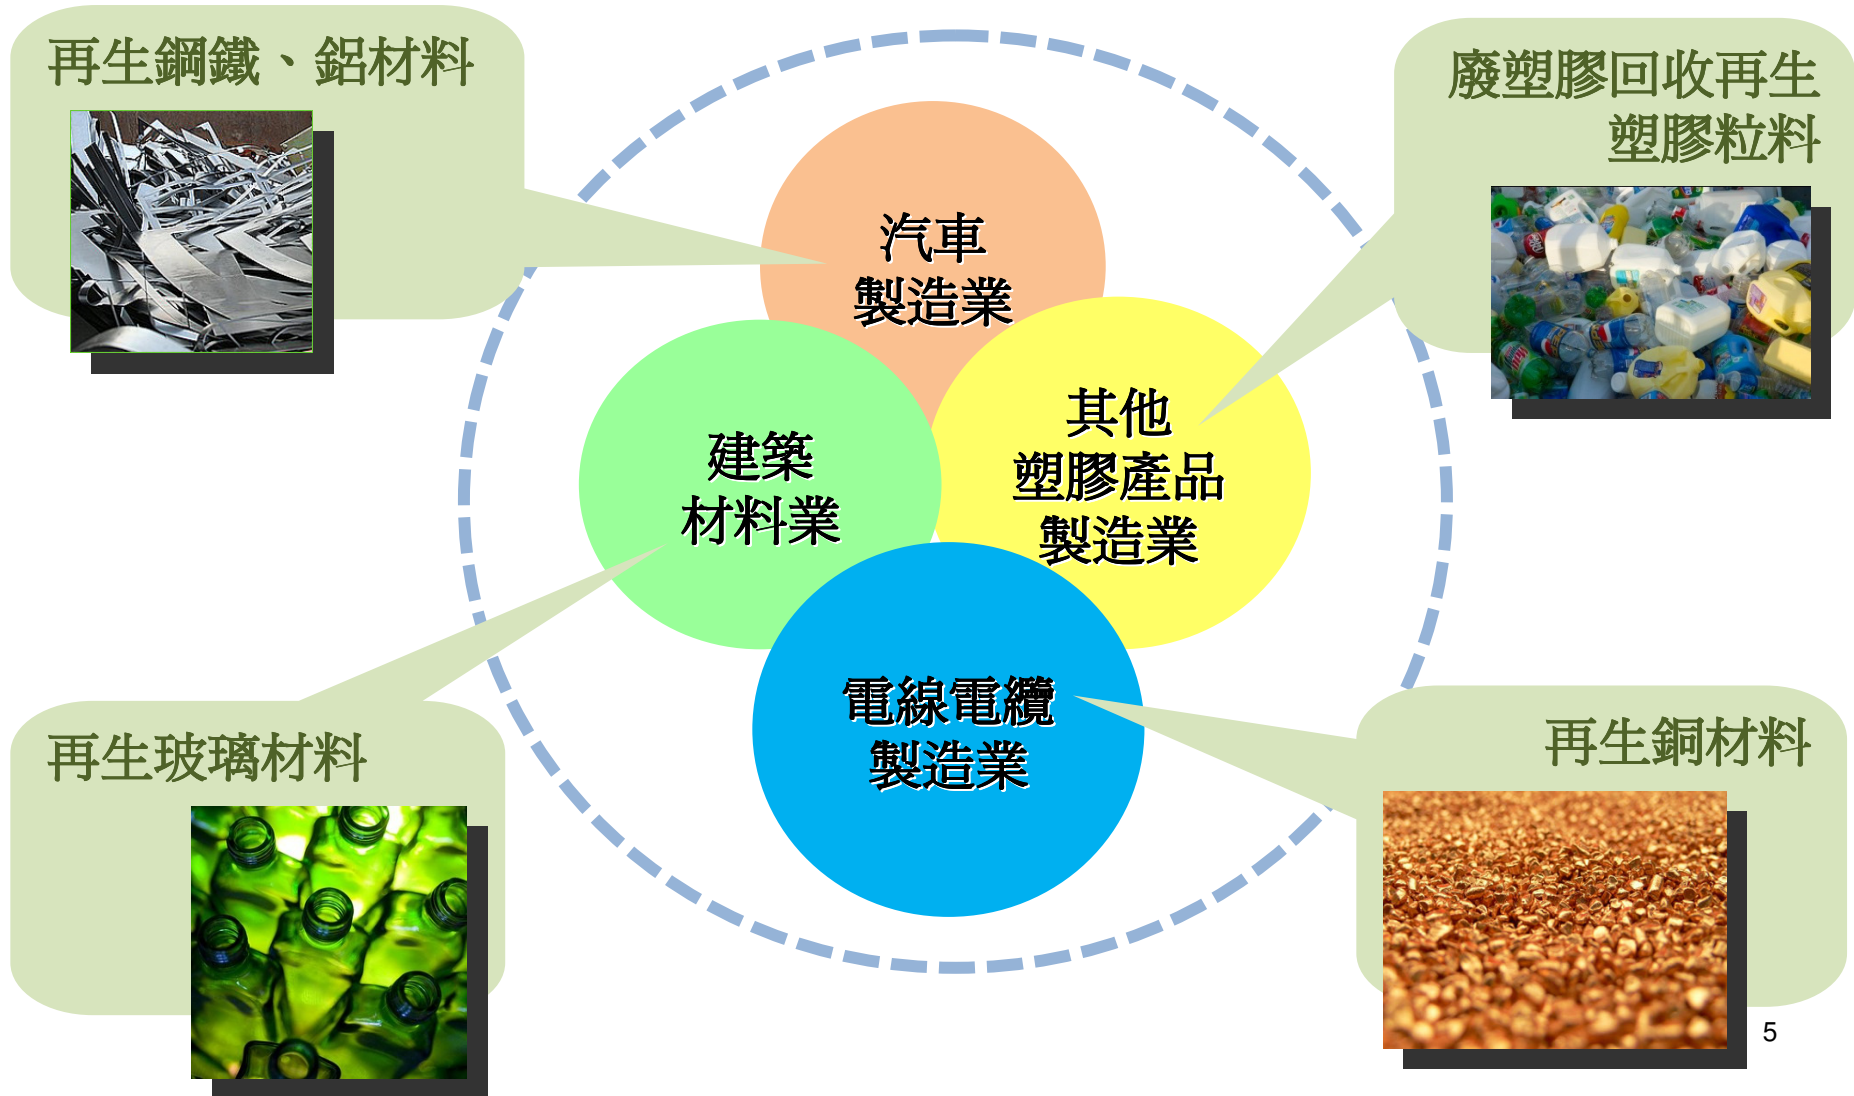 再生鋼鐵、鋁材料
廢塑膠回收再生
塑膠粒料
汽車
製造業
其他
塑膠產品
製造業
建築
材料業
電線電纜
製造業
再生玻璃材料
再生銅材料
5